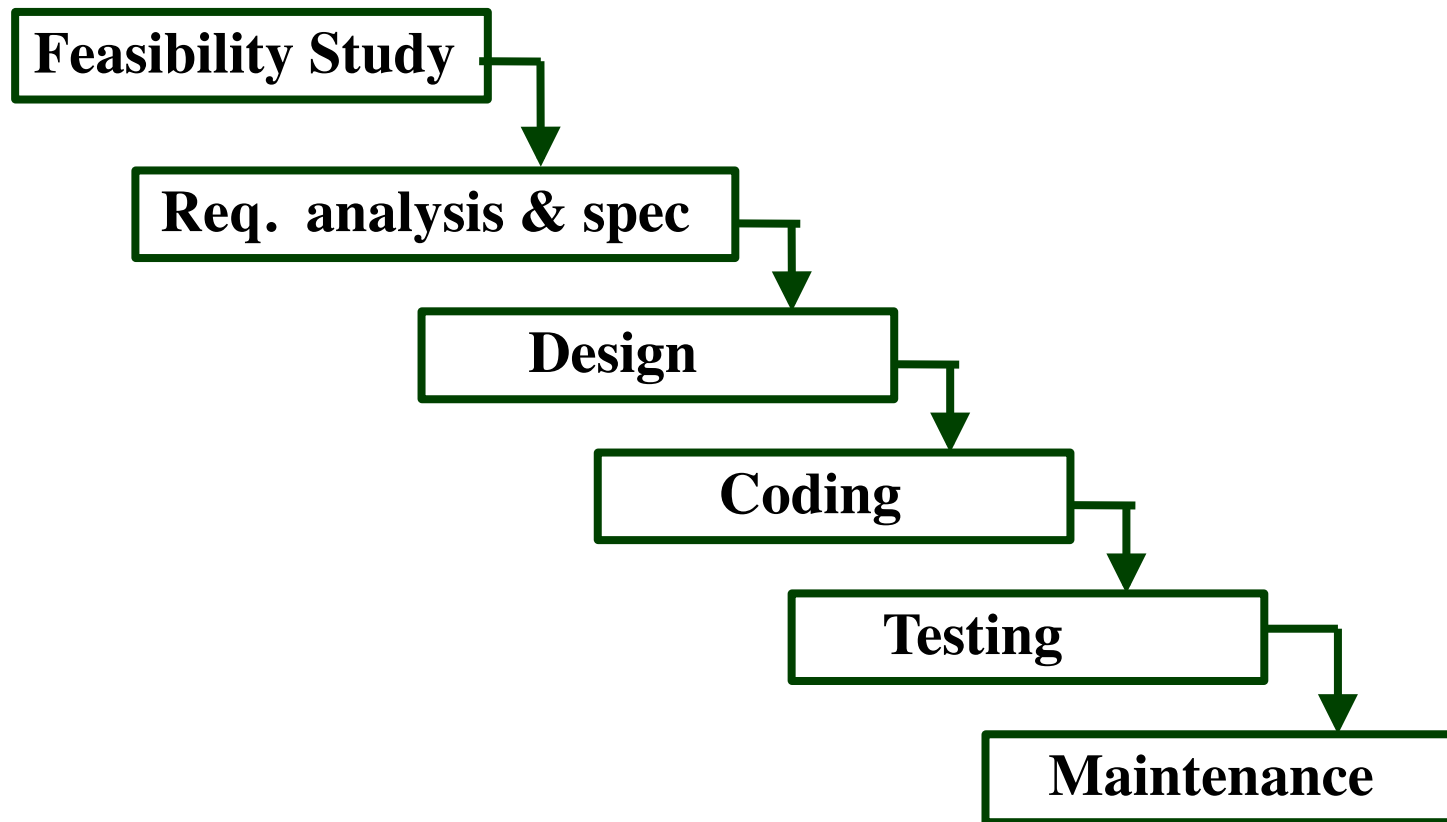 Feasibility Study
Req. analysis & spec
Design
Coding
Testing
Maintenance